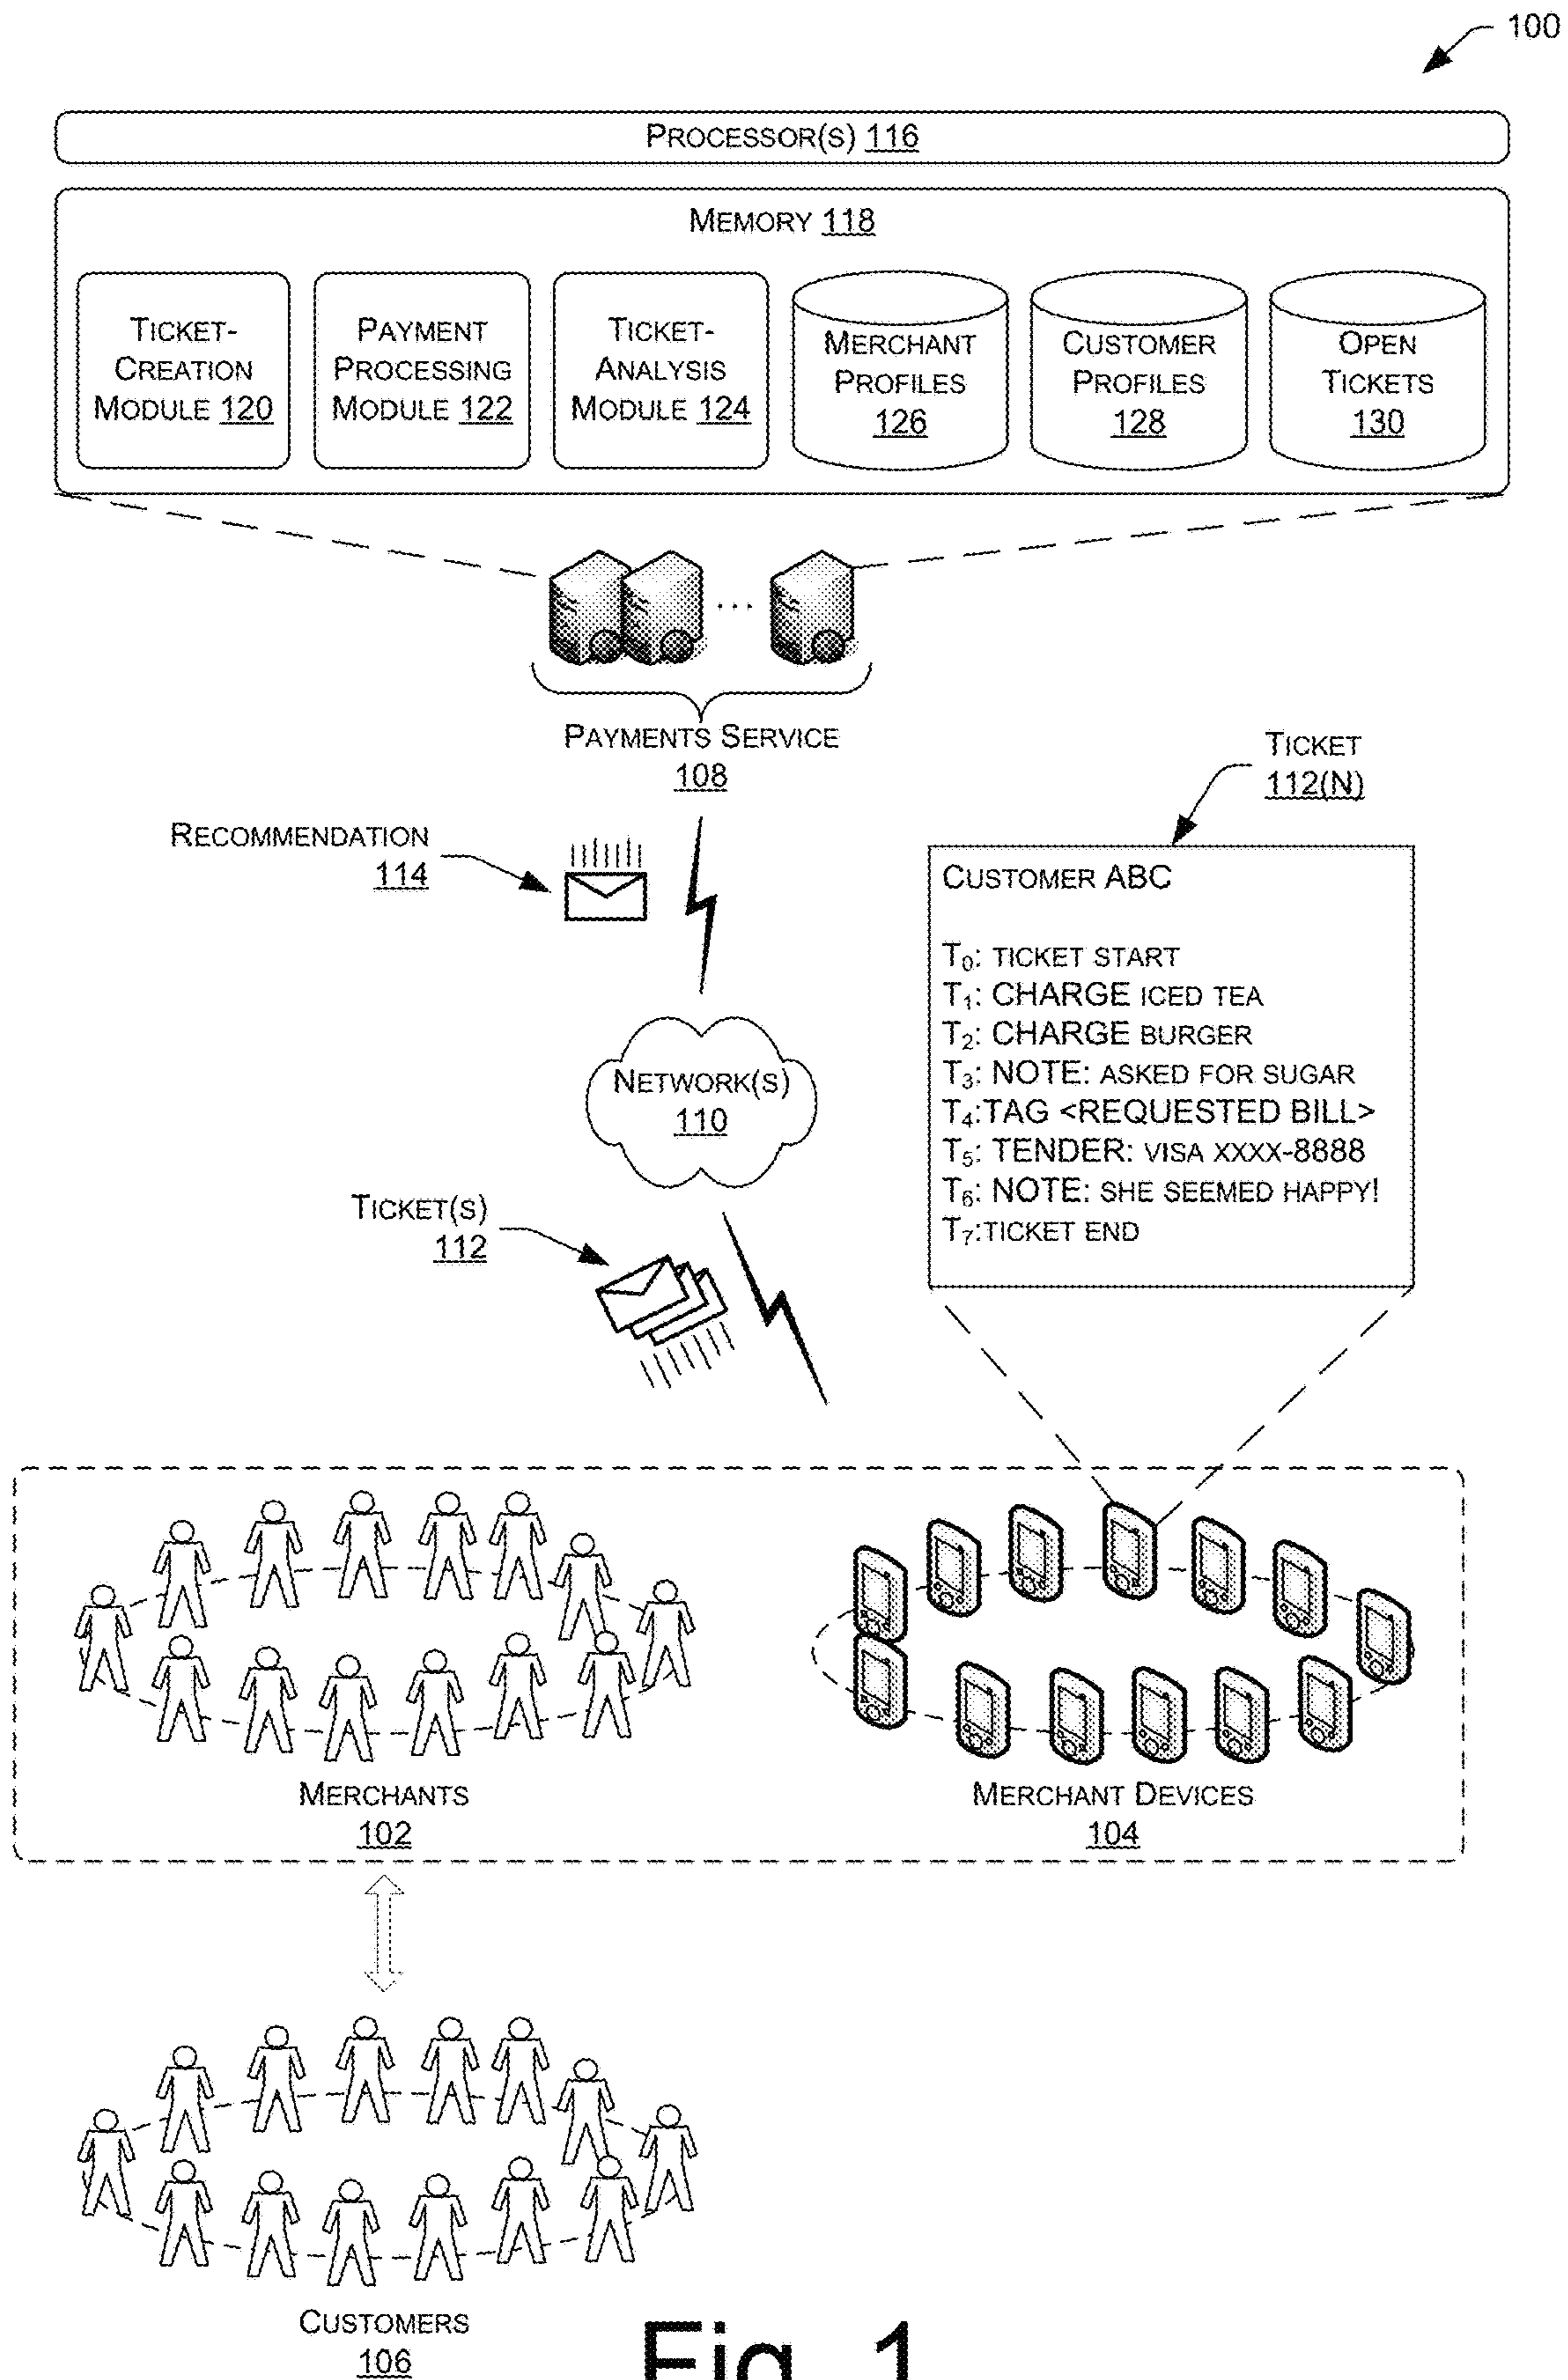 100
PROCESSOR(S) 116
MEMORY 118
TICKET-
CREATION
MODULE 120
PAYMENT
PROCESSING
MODULE 122
TICKET-
ANALYSIS
MODULE 124
MERCHANT
PROFILES
126
CUSTOMER
PROFILES
128
OPEN
TICKETS
130
...
PAYMENTS SERVICE
108
TICKET
112(N)
RECOMMENDATION
114
CUSTOMER ABC
T0: TICKET START
T1: CHARGE ICED TEA
T2: CHARGE BURGER
T3: NOTE: ASKED FOR SUGAR
T4:TAG <REQUESTED BILL>
T5: TENDER: VISA XXXX-8888
T6: NOTE: SHE SEEMED HAPPY!
T7:TICKET END
NETWORK(S)
110
TICKET(S)
112
MERCHANTS
102
MERCHANT DEVICES
104
CUSTOMERS
106
Fig. 1